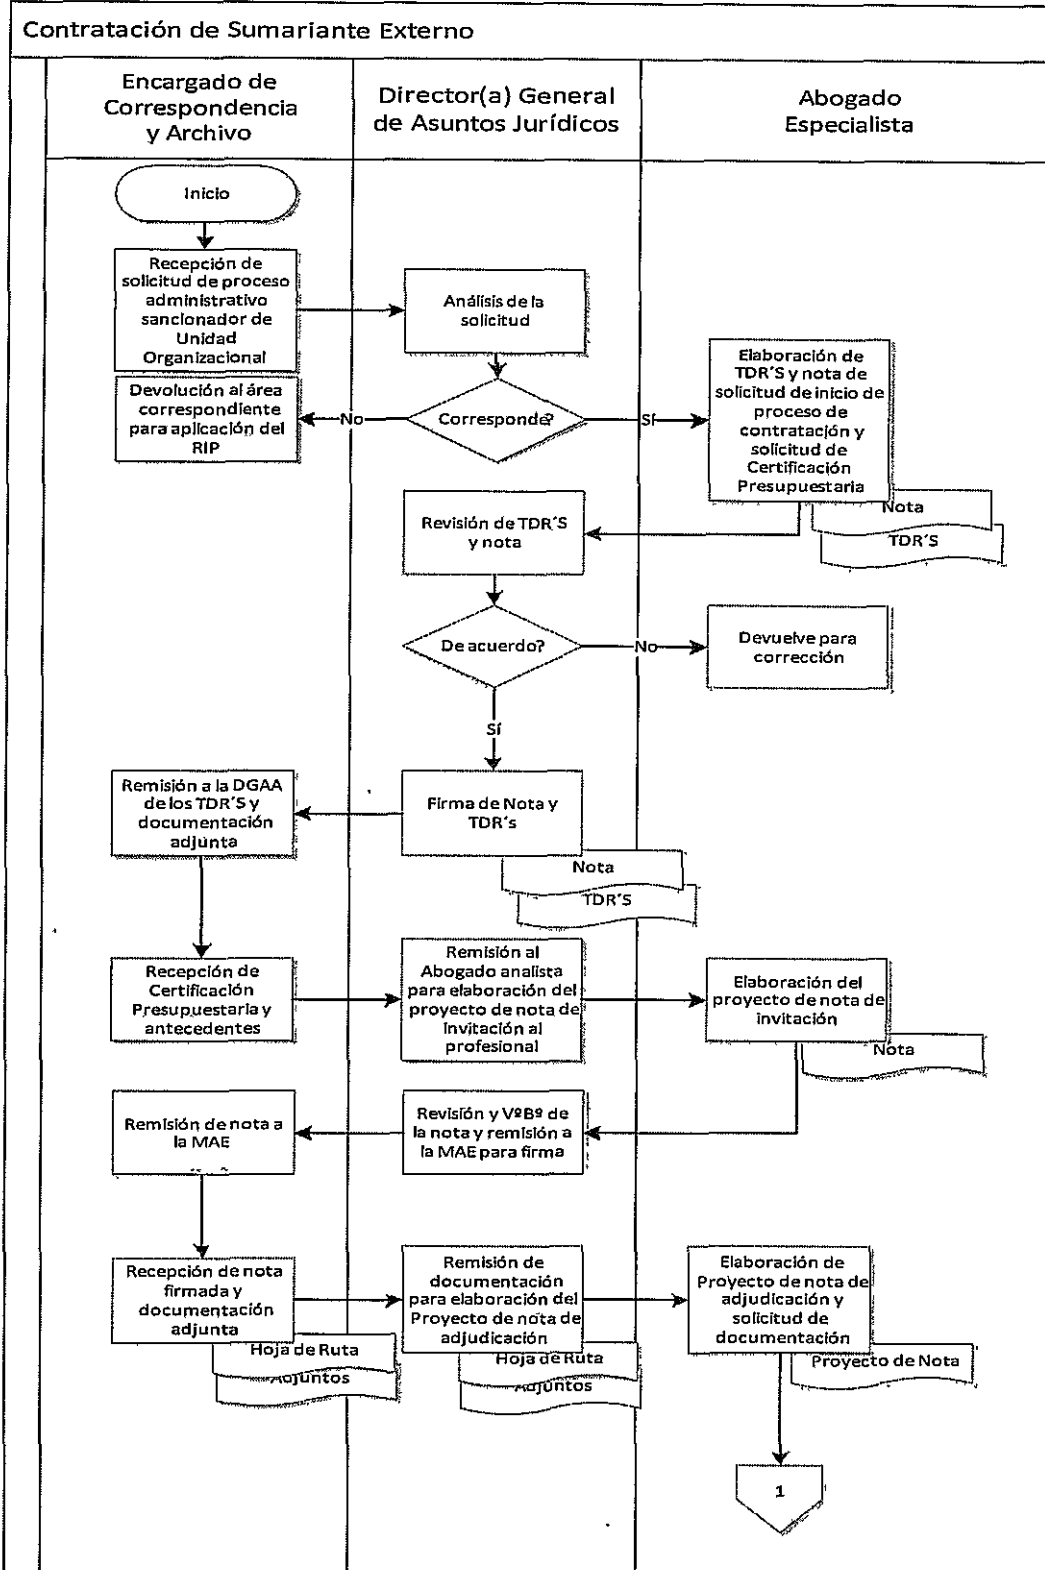 Contratación de Sumariante Externo
Encargado de
Correspondencia
y Archivo
Director(a) General
de Asuntos Jurídicos
Abogado
Especialista
Inicio
Recepción de
solicitud de proceso
administrativo
sancionador de
Unidad
Organizacional
Análisis de la
solicitud
Devolución al área
correspondiente
para aplicación del
RIP
No
Corresponde?
Sí
Elaboración de
TDR´S y nota de
solicitud de inicio de
proceso de
contratación y
solicitud de
Certificación
Presupuestaria
Nota
TDR´S
Revisión de TDR´S
y nota
De acuerdo?
No
Devuelve para
corrección
Sí
Remisión a la DGAA
de los TDR´S y
documentación
adjunta
Firma de Nota y
TDR´s
Nota
TDR´S
Recepción de
Certificación
Presupuestaria y
antecedentes
Remisión al
Abogado analista
para elaboración del
proyecto de nota de
invitación al
profesional
Elaboración del
proyecto de nota de
invitación
Nota
Remisión de nota a
la MAE
Revisión y VºBº de
la nota y remisión a
la MAE para firma
Recepción de nota
firmada y
documentación
adjunta
Hoja de Ruta
Adjuntos
Remisión de
documentación
para elaboración del
Proyecto de nota de
adjudicación
Hoja de Ruta
Adjuntos
Elaboración de
Proyecto de nota de
adjudicación y
solicitud de
documentación
Proyecto de Nota
1